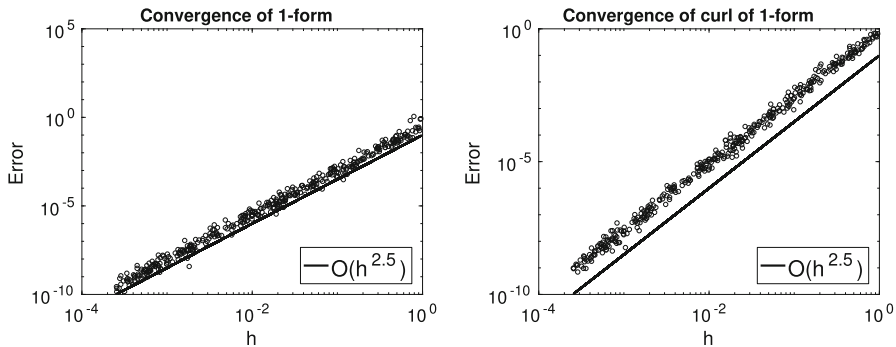 Convergence of 1-form
10^5
10^0
10^-5
10^-10
Error
O(h^2.5)
10^-4
10^-2
10^0
h
Convergence of curl of 1-form
10^0
10^-5
10^-10
Error
O(h^2.5)
10^-4
10^-2
10^0
h